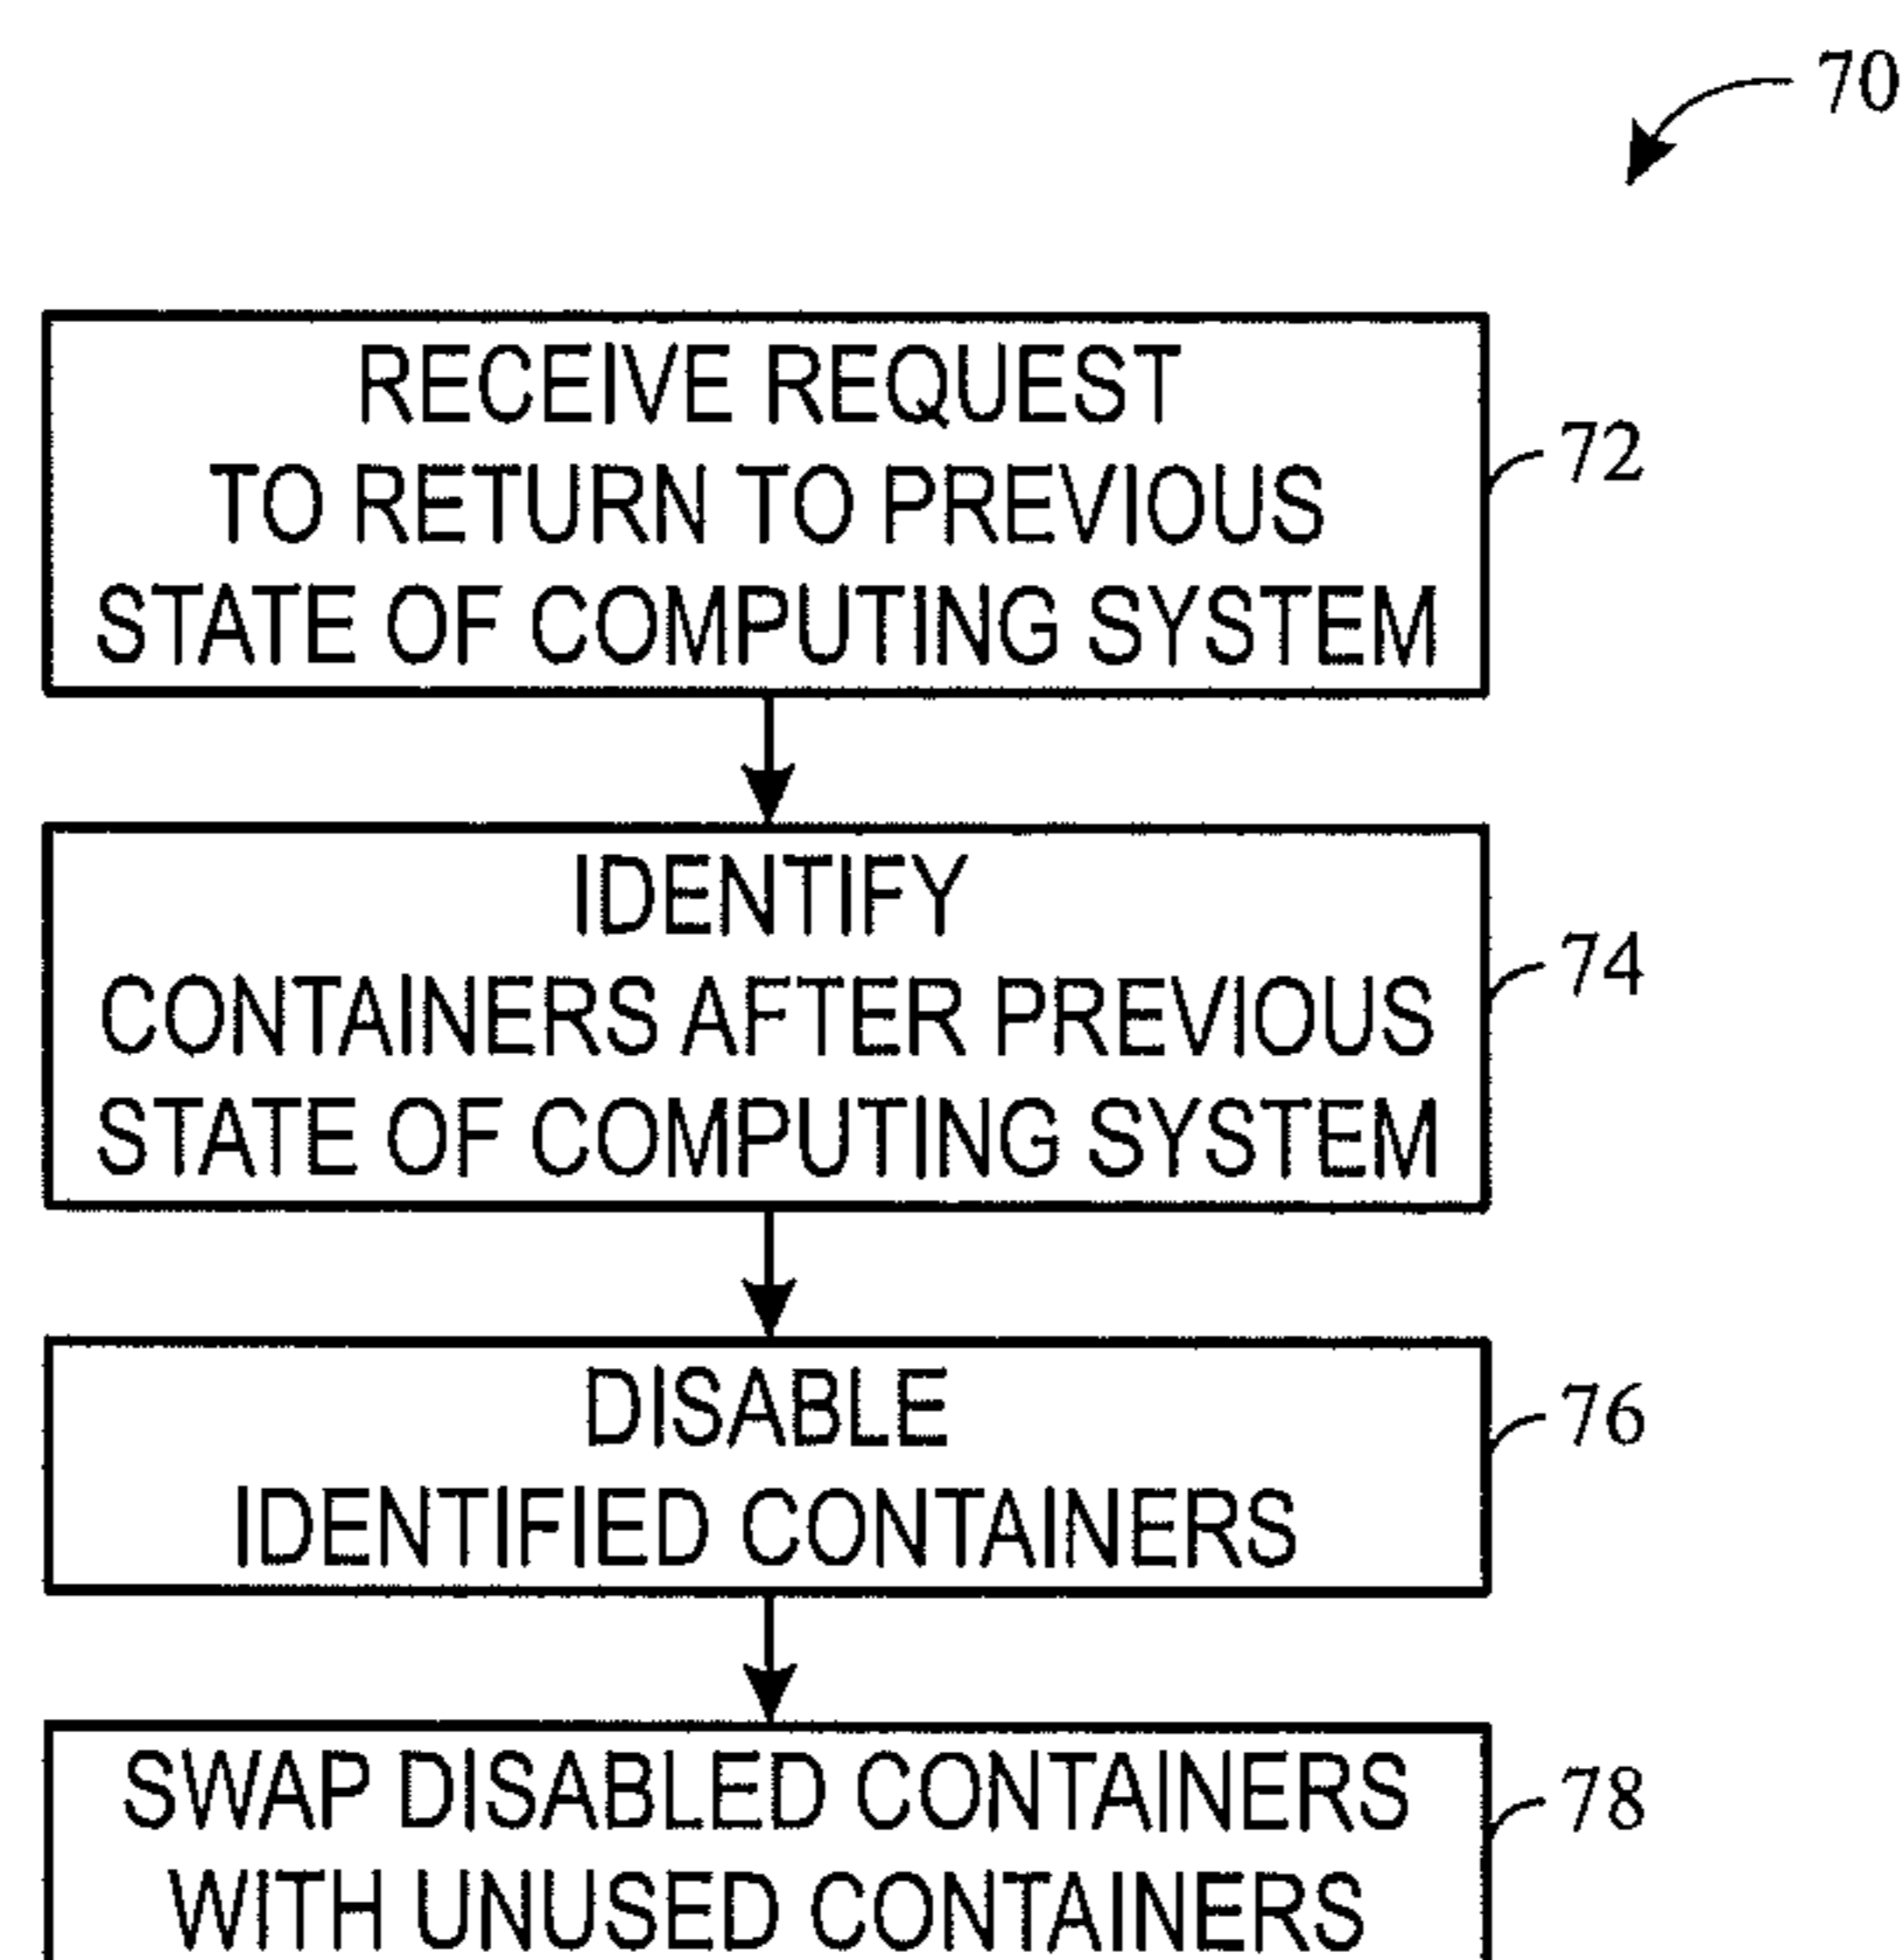 70
RECEIVE REQUEST
TO RETURN TO PREVIOUS
STATE OF COMPUTING SYSTEM
72
IDENTIFY
CONTAINERS AFTER PREVIOUS
STATE OF COMPUTING SYSTEM
74
DISABLE
IDENTIFIED CONTAINERS
76
SWAP DISABLED CONTAINERS
WITH UNUSED CONTAINERS
78